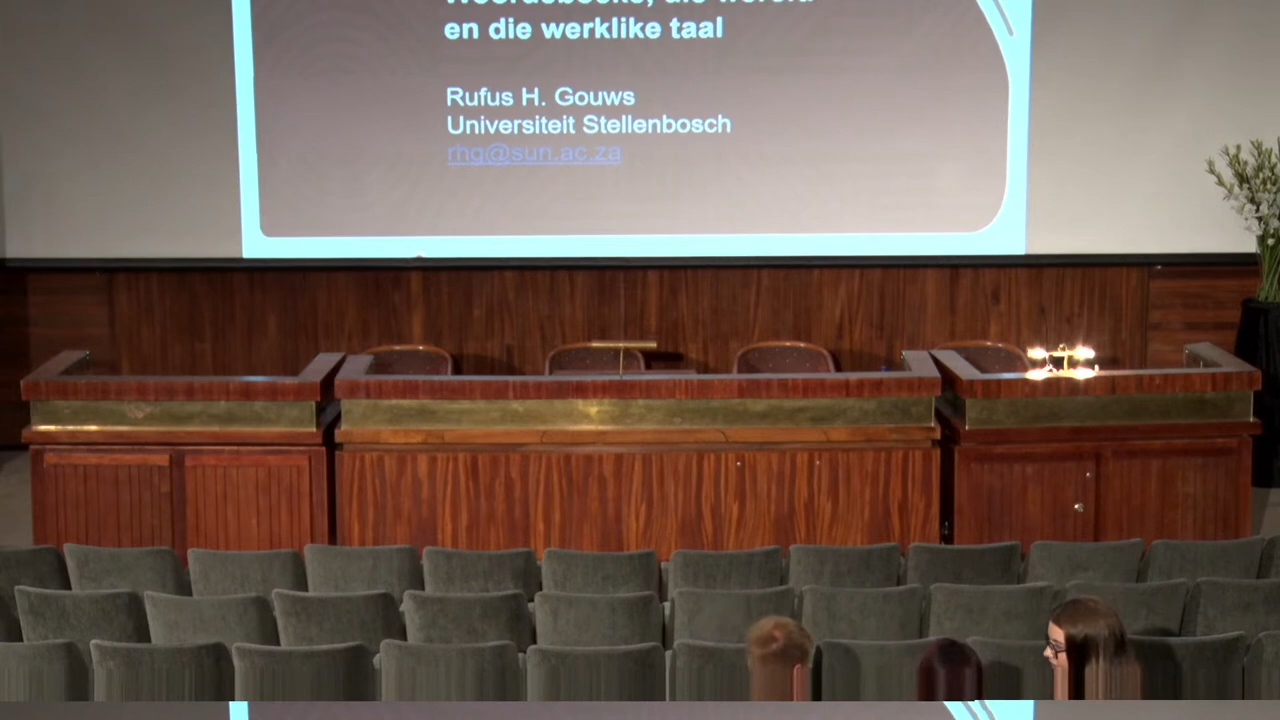 en die werklike taal
Rufus H. Gouws
Universiteit Stellenbosch
rhg@sun.ac.za